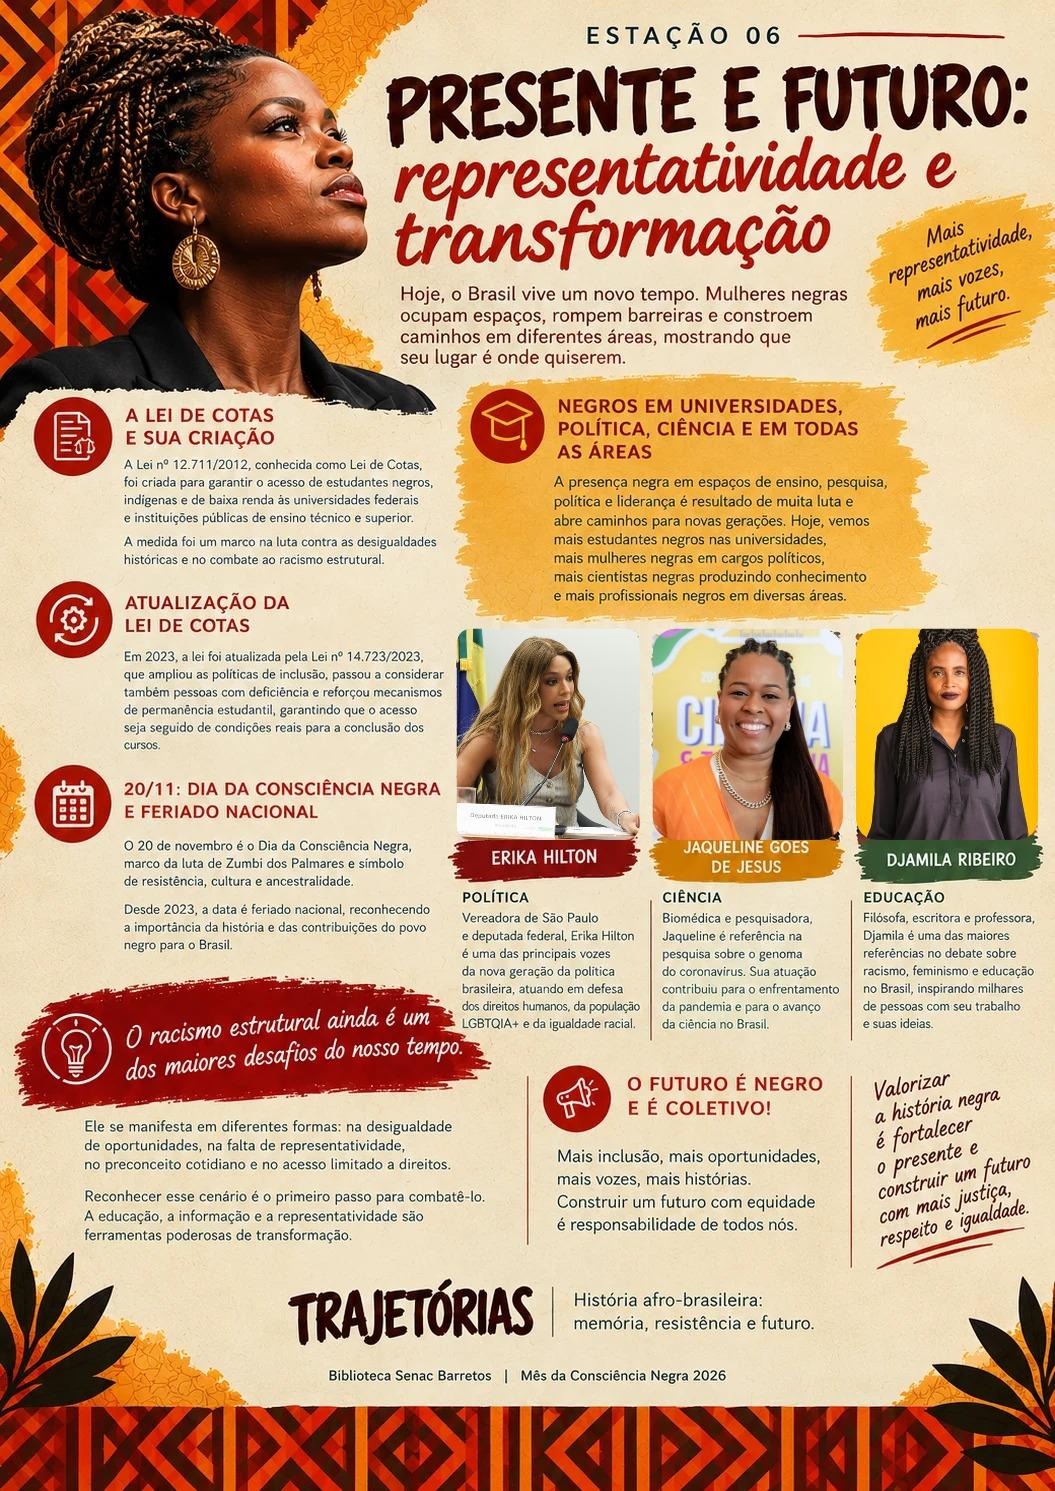 ESTAÇÃO 06
PRESENTE E FUTURO:
representatividade e
transformação
Mais
representatividade,
mais vozes,
mais futuro.
Hoje, o Brasil vive um novo tempo. Mulheres negras
ocupam espaços, rompem barreiras e constroem
caminhos em diferentes áreas, mostrando que
seu lugar é onde quiserem.
A LEI DE COTAS
E SUA CRIAÇÃO
A Lei nº 12.711/2012, conhecida como Lei de Cotas,
foi criada para garantir o acesso de estudantes negros,
indígenas e de baixa renda às universidades federais
e instituições públicas de ensino técnico e superior.
A medida foi um marco na luta contra as desigualdades
históricas e no combate ao racismo estrutural.
ATUALIZAÇÃO DA
LEI DE COTAS
Em 2023, a lei foi atualizada pela Lei nº 14.723/2023,
que ampliou as políticas de inclusão, passou a considerar
também pessoas com deficiência e reforçou mecanismos
de permanência estudantil, garantindo que o acesso
seja seguido de condições reais para a conclusão dos
cursos.
20/11: DIA DA CONSCIÊNCIA NEGRA
E FERIADO NACIONAL
O 20 de novembro é o Dia da Consciência Negra,
marco da luta de Zumbi dos Palmares e símbolo
de resistência, cultura e ancestralidade.
Desde 2023, a data é feriado nacional, reconhecendo
a importância da história e das contribuições do povo
negro para o Brasil.
NEGROS EM UNIVERSIDADES,
POLÍTICA, CIÊNCIA E EM TODAS
AS ÁREAS
A presença negra em espaços de ensino, pesquisa,
política e liderança é resultado de muita luta e
abre caminhos para novas gerações. Hoje, vemos
mais estudantes negros nas universidades,
mais mulheres negras em cargos políticos,
mais cientistas negras produzindo conhecimento
e mais profissionais negros em diversas áreas.
Deputada ERIKA HILTON
ERIKA HILTON
POLÍTICA
Vereadora de São Paulo
e deputada federal, Erika Hilton
é uma das principais vozes
da nova geração da política
brasileira, atuando em defesa
dos direitos humanos, da população
LGBTQIA+ e da igualdade racial.
JAQUELINE GOES
DE JESUS
CIÊNCIA
Biomédica e pesquisadora,
Jaqueline é referência na
pesquisa sobre o genoma
do coronavírus. Sua atuação
contribuiu para o enfrentamento
da pandemia e para o avanço
da ciência no Brasil.
DJAMILA RIBEIRO
EDUCAÇÃO
Filósofa, escritora e professora,
Djamila é uma das maiores
referências no debate sobre
racismo, feminismo e educação
no Brasil, inspirando milhares
de pessoas com seu trabalho
e suas ideias.
O racismo estrutural ainda é um
dos maiores desafios do nosso tempo.
Ele se manifesta em diferentes formas: na desigualdade
de oportunidades, na falta de representatividade,
no preconceito cotidiano e no acesso limitado a direitos.
Reconhecer esse cenário é o primeiro passo para combatê-lo.
A educação, a informação e a representatividade são
ferramentas poderosas de transformação.
O FUTURO É NEGRO
E É COLETIVO!
Mais inclusão, mais oportunidades,
mais vozes, mais histórias.
Construir um futuro com equidade
é responsabilidade de todos nós.
Valorizar
a história negra
é fortalecer
o presente e
construir um futuro
com mais justiça,
respeito e igualdade.
TRAJETÓRIAS
História afro-brasileira:
memória, resistência e futuro.
Biblioteca Senac Barretos | Mês da Consciência Negra 2026